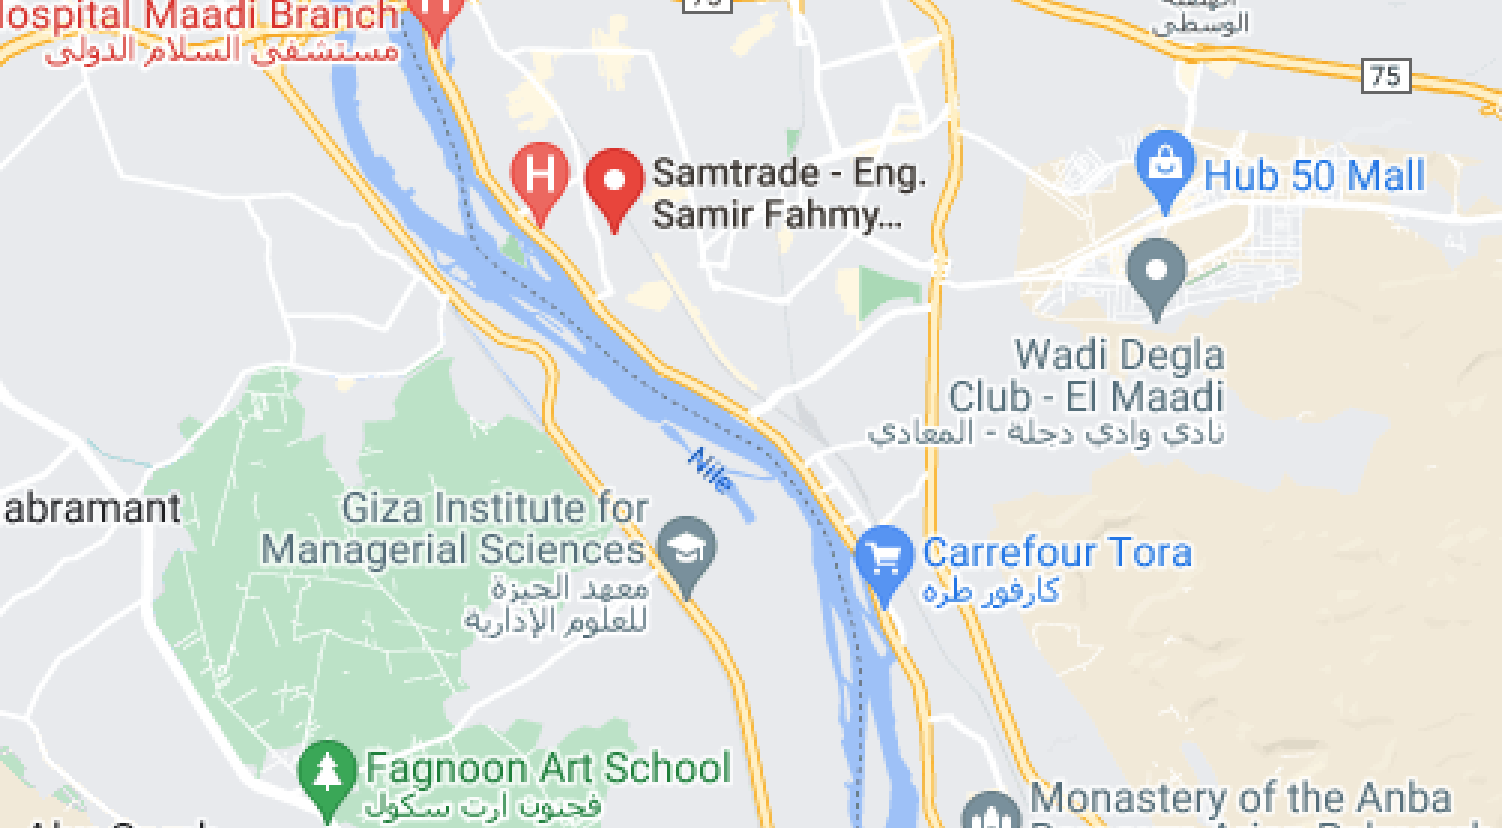 Hospital Maadi Branch
مستشفى السلام الدولى
75
الوسطى
75
H
Samtrade - Eng.
Samir Fahmy...
Hub 50 Mall
Wadi Degla
Club - El Maadi
نادي وادي دجلة - المعادي
Nile
abramant
Giza Institute for
Managerial Sciences
معهد الجيزة
للعلوم الإدارية
Carrefour Tora
كارفور طره
Fagnoon Art School
فجنون ارت سكول
Monastery of the Anba